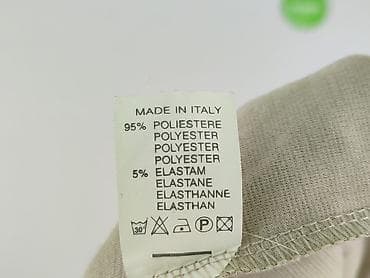 MADE IN ITALY
95% POLIESTERE
POLYESTER
POLYESTER
POLYESTER
5% ELASTAM
ELASTANE
ELASTHANNE
ELASTHAN
30° P